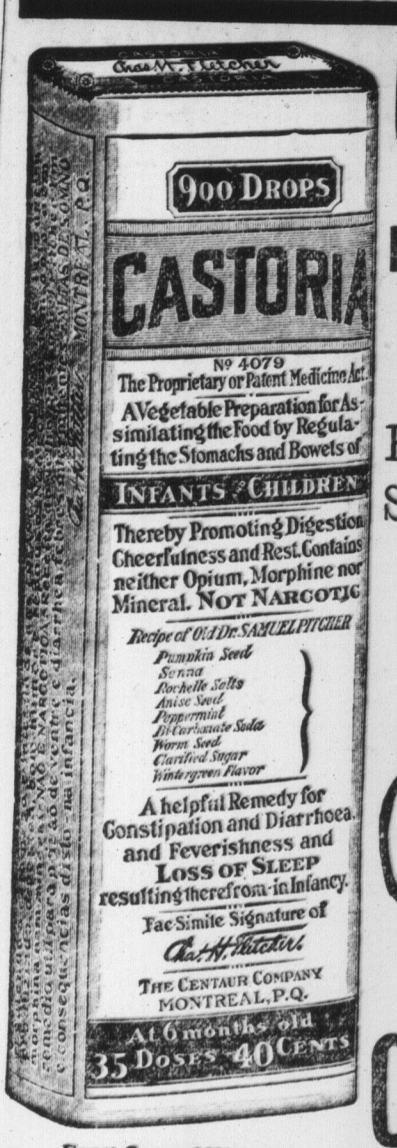 CASTORIA
Chas. H. Fletcher
CASTORIA
900 DROPS
CASTORIA
Nº 4079
The Proprietary or Patent Medicine Act.
A Vegetable Preparation for As-
similating the Food by Regula-
ting the Stomachs and Bowels of
INFANTS & CHILDREN
Thereby Promoting Digestion
Cheerfulness and Rest. Contains
neither Opium, Morphine nor
Mineral. NOT NARCOTIC
Recipe of Old Dr. SAMUEL PITCHER
Pumpkin Seed
Senna
Rochelle Salts
Anise Seed
Peppermint
Bi-Carbonate Soda
Worm Seed
Clarified Sugar
Wintergreen Flavor
A helpful Remedy for
Constipation and Diarrhoea.
and Feverishness and
LOSS OF SLEEP
resulting therefrom-in Infancy.
Fac-Simile Signature of
Chas. H. Fletcher.
THE CENTAUR COMPANY
MONTREAL, P.Q.
At 6 months old
35 DOSES 40 CENTS
MONTREAL, P.Q.
Chas. H. Fletcher